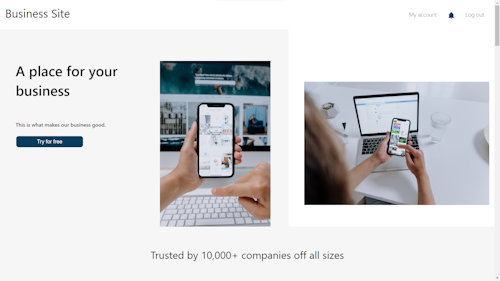 Business Site
My account
Log out
A place for your
business
This is what makes our business good.
Try for free
Trusted by 10,000+ companies off all sizes